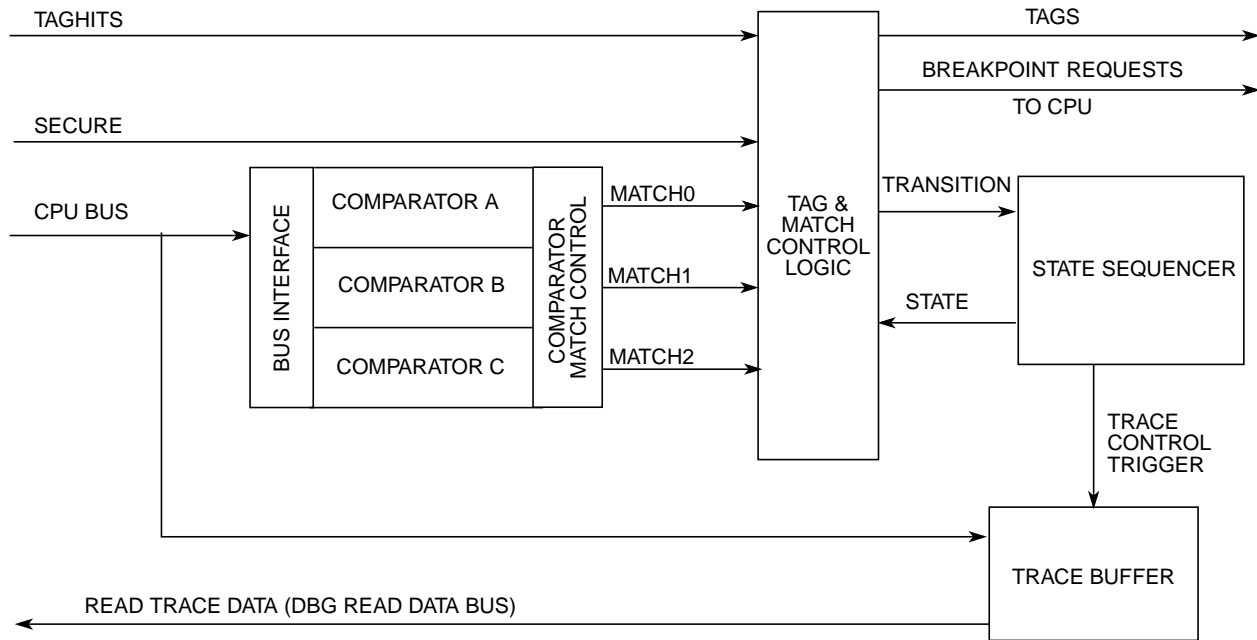 TAGHITS
TAGS
BREAKPOINT REQUESTS
TO CPU
SECURE
CPU BUS
BUS INTERFACE
COMPARATOR A
COMPARATOR B
COMPARATOR C
COMPARATOR
MATCH CONTROL
MATCH0
MATCH1
MATCH2
TAG &
MATCH
CONTROL
LOGIC
TRANSITION
STATE
STATE SEQUENCER
TRACE
CONTROL
TRIGGER
TRACE BUFFER
READ TRACE DATA (DBG READ DATA BUS)